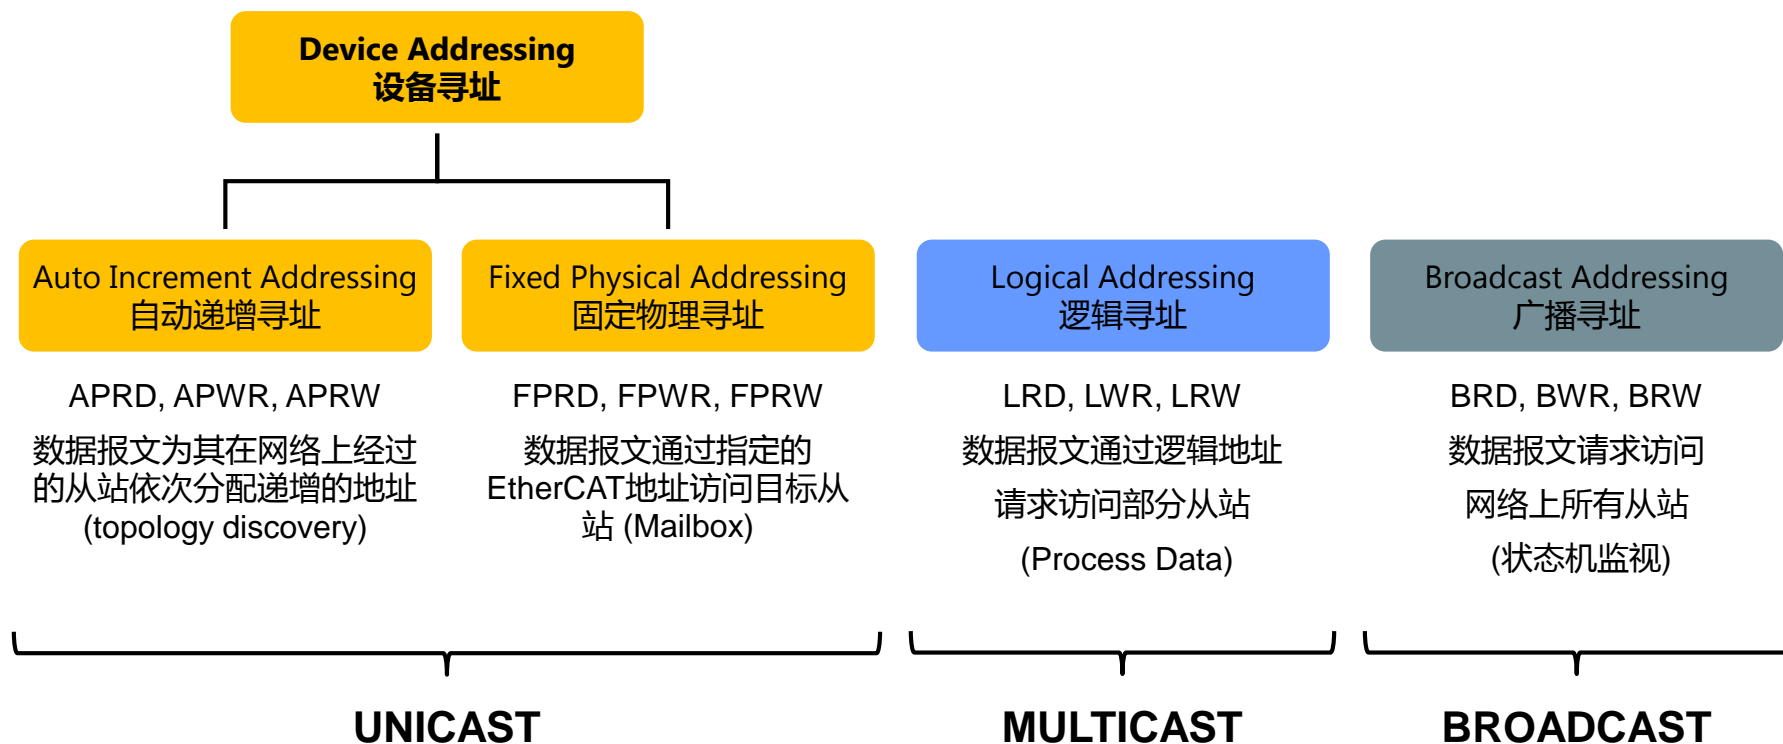 Device Addressing
设备寻址
Auto Increment Addressing
自动递增寻址
APRD, APWR, APRW
数据报文为其在网络上经过
的从站依次分配递增的地址
(topology discovery)
Fixed Physical Addressing
固定物理寻址
FPRD, FPWR, FPRW
数据报文通过指定的
EtherCAT地址访问目标从
站 (Mailbox)
UNICAST
Logical Addressing
逻辑寻址
LRD, LWR, LRW
数据报文通过逻辑地址
请求访问部分从站
(Process Data)
MULTICAST
Broadcast Addressing
广播寻址
BRD, BWR, BRW
数据报文请求访问
网络上所有从站
(状态机监视)
BROADCAST